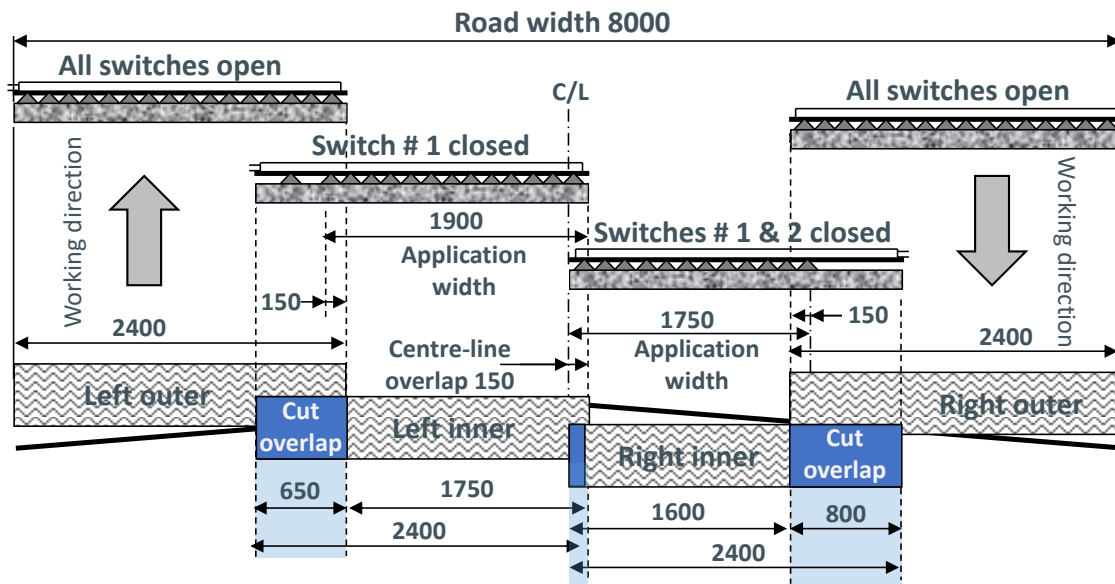 Road width 8000
All switches open
C/L
All switches open
Switch # 1 closed
Working direction
1900
Switches # 1 & 2 closed
Working direction
Application
width
150
1750
150
2400
2400
Centre-line
overlap 150
Application
width
Left outer
Right outer
Cut
overlap
Left inner
Right inner
Cut
overlap
650
1750
1600
800
2400
2400